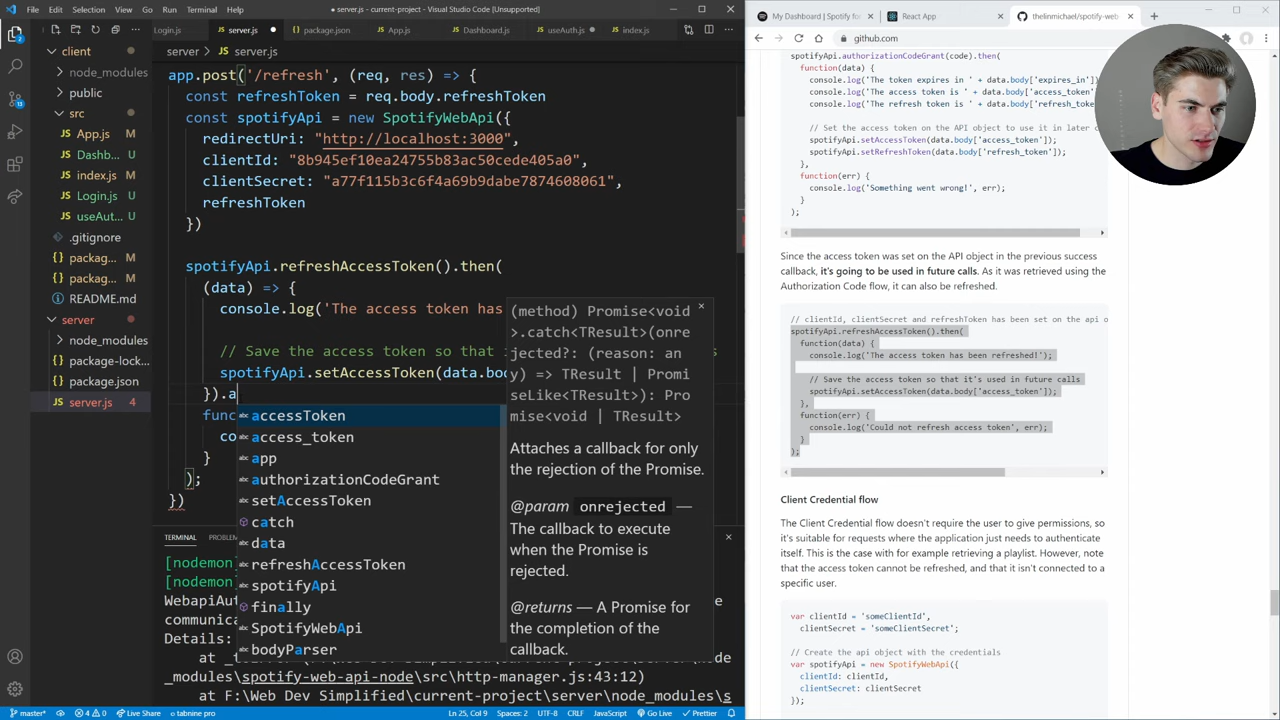 File Edit Selection View Go Run Terminal Help
● server.js - current-project - Visual Studio Code [Unsupported]
Login.js
server.js
package.json
App.js
Dashboard.js
useAuth.js
index.js
server > server.js
client
node_modules
public
src
App.js
Dashb...
index.js
Login.js
useAut...
.gitignore
packag...
packag...
README.md
server
node_modules
package-lock...
package.json
server.js 4
app.post('/refresh', (req, res) => {
const refreshToken = req.body.refreshToken
const spotifyApi = new SpotifyWebApi({
redirectUri: "http://localhost:3000",
clientId: "8b945ef10ea24755b83ac50cede405a0",
clientSecret: "a77f115b3c6f4a69b9dabe7874608061",
refreshToken
})
spotifyApi.refreshAccessToken().then(
(data) => {
console.log('The access token has
// Save the access token so that i
spotifyApi.setAccessToken(data.bod
}).a
func
co
}
);
})
accessToken
access_token
app
authorizationCodeGrant
setAccessToken
catch
data
refreshAccessToken
spotifyApi
finally
SpotifyWebApi
bodyParser
(method) Promise<void
>.catch<TResult>(onre
jected?: (reason: an
y) => TResult | Promi
seLike<TResult>): Pro
mise<void | TResult>
Attaches a callback for only
the rejection of the Promise.
@param onrejected —
The callback to execute
when the Promise is
rejected.
@returns — A Promise for
the completion of the
callback.
TERMINAL
PROBLEM
[nodemon]
[nodemon]
WebapiAut
communica
Details:
at _
_modules\spotify-web-api-node\src\http-manager.js:43:12)
at F:\Web Dev Simplified\current-project\server\node_modules\s
master*
4 0
Live Share
tabnine pro
Ln 25, Col 9
Spaces: 2
UTF-8
CRLF
JavaScript
Go Live
Prettier
My Dashboard | Spotify for
React App
thelinmichael/spotify-web
github.com
spotifyApi.authorizationCodeGrant(code).then(
function(data) {
console.log('The token expires in ' + data.body['expires_in'])
console.log('The access token is ' + data.body['access_token'
console.log('The refresh token is ' + data.body['refresh_toke
// Set the access token on the API object to use it in later c
spotifyApi.setAccessToken(data.body['access_token']);
spotifyApi.setRefreshToken(data.body['refresh_token']);
},
function(err) {
console.log('Something went wrong!', err);
}
);
Since the access token was set on the API object in the previous success
callback, it's going to be used in future calls. As it was retrieved using the
Authorization Code flow, it can also be refreshed.
// clientId, clientSecret and refreshToken has been set on the api o
spotifyApi.refreshAccessToken().then(
function(data) {
console.log('The access token has been refreshed!');
// Save the access token so that it's used in future calls
spotifyApi.setAccessToken(data.body['access_token']);
},
function(err) {
console.log('Could not refresh access token', err);
}
);
Client Credential flow
The Client Credential flow doesn't require the user to give permissions, so
it's suitable for requests where the application just needs to authenticate
itself. This is the case with for example retrieving a playlist. However, note
that the access token cannot be refreshed, and that it isn't connected to a
specific user.
var clientId = 'someClientId',
clientSecret = 'someClientSecret';
// Create the api object with the credentials
var spotifyApi = new SpotifyWebApi({
clientId: clientId,
clientSecret: clientSecret
});